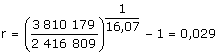 r = (3 810 179 / 2 416 809)^(1/16,07) − 1 = 0,029